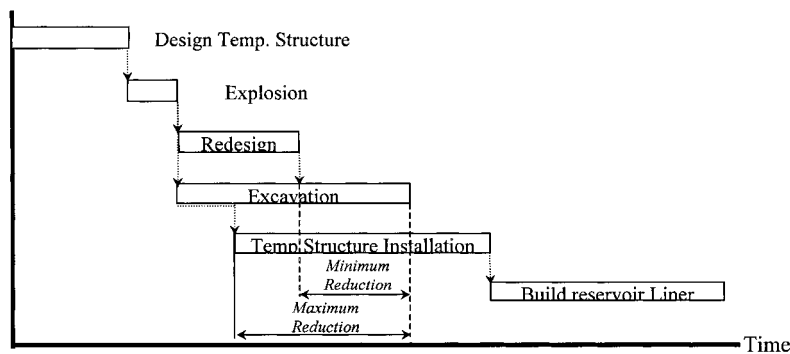 Design Temp. Structure
Explosion
Redesign
Excavation
Temp.Structure Installation
Minimum
Reduction
Build reservoir Liner
Maximum
Reduction
Time